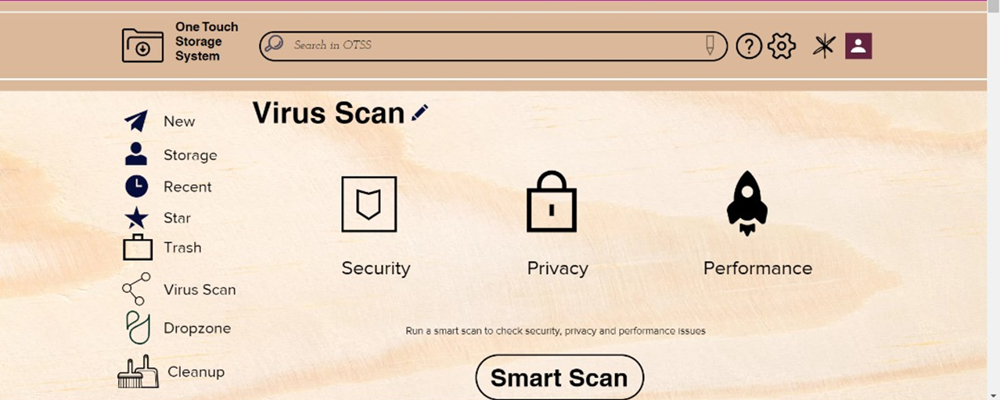 One Touch
Storage
System
Search in OTSS
Virus Scan
New
Storage
Recent
Star
Trash
Virus Scan
Dropzone
Cleanup
Security
Privacy
Performance
Run a smart scan to check security, privacy and performance issues
Smart Scan